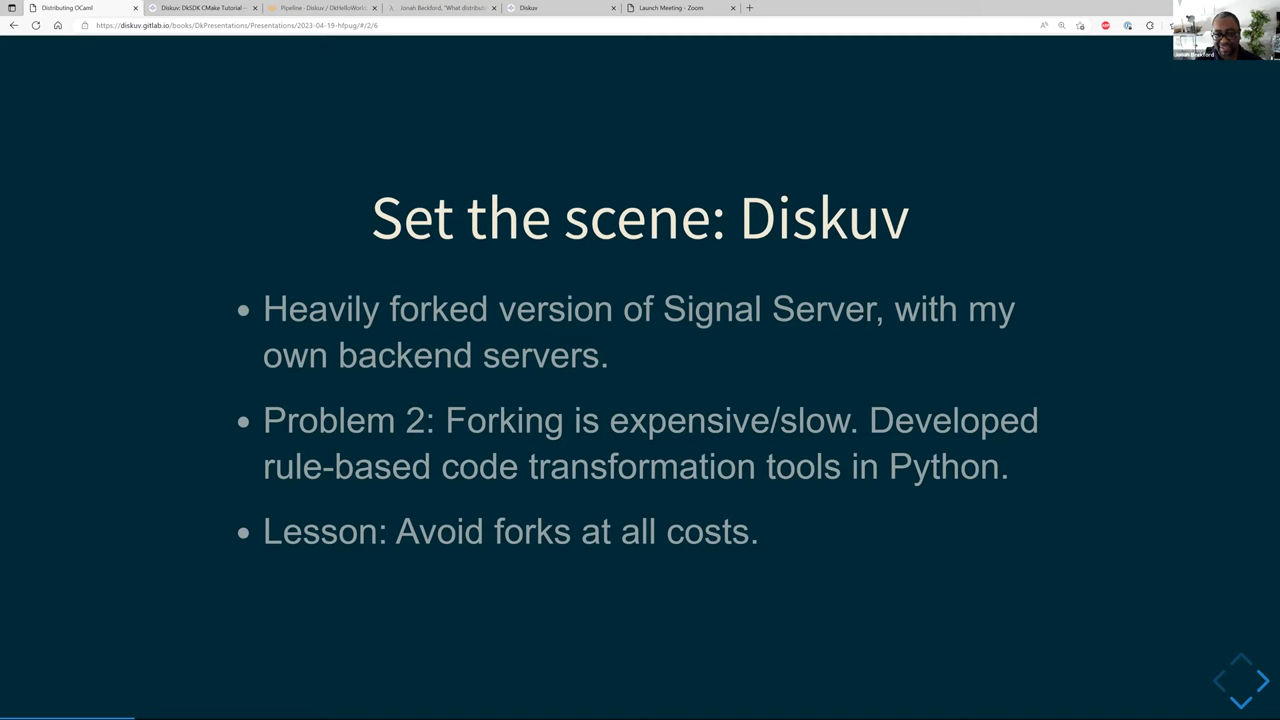 Distributing OCaml
Diskuv: DkSDK CMake Tutorial -
Pipeline - Diskuv / DkHelloWorld
Jonah Beckford, "What distribut
Diskuv
Launch Meeting - Zoom
https://diskuv.gitlab.io/books/DkPresentations/Presentations/2023-04-19-hfpug/#/2/6
Jonah Beckford
Set the scene: Diskuv
Heavily forked version of Signal Server, with my
own backend servers.
Problem 2: Forking is expensive/slow. Developed
rule-based code transformation tools in Python.
Lesson: Avoid forks at all costs.